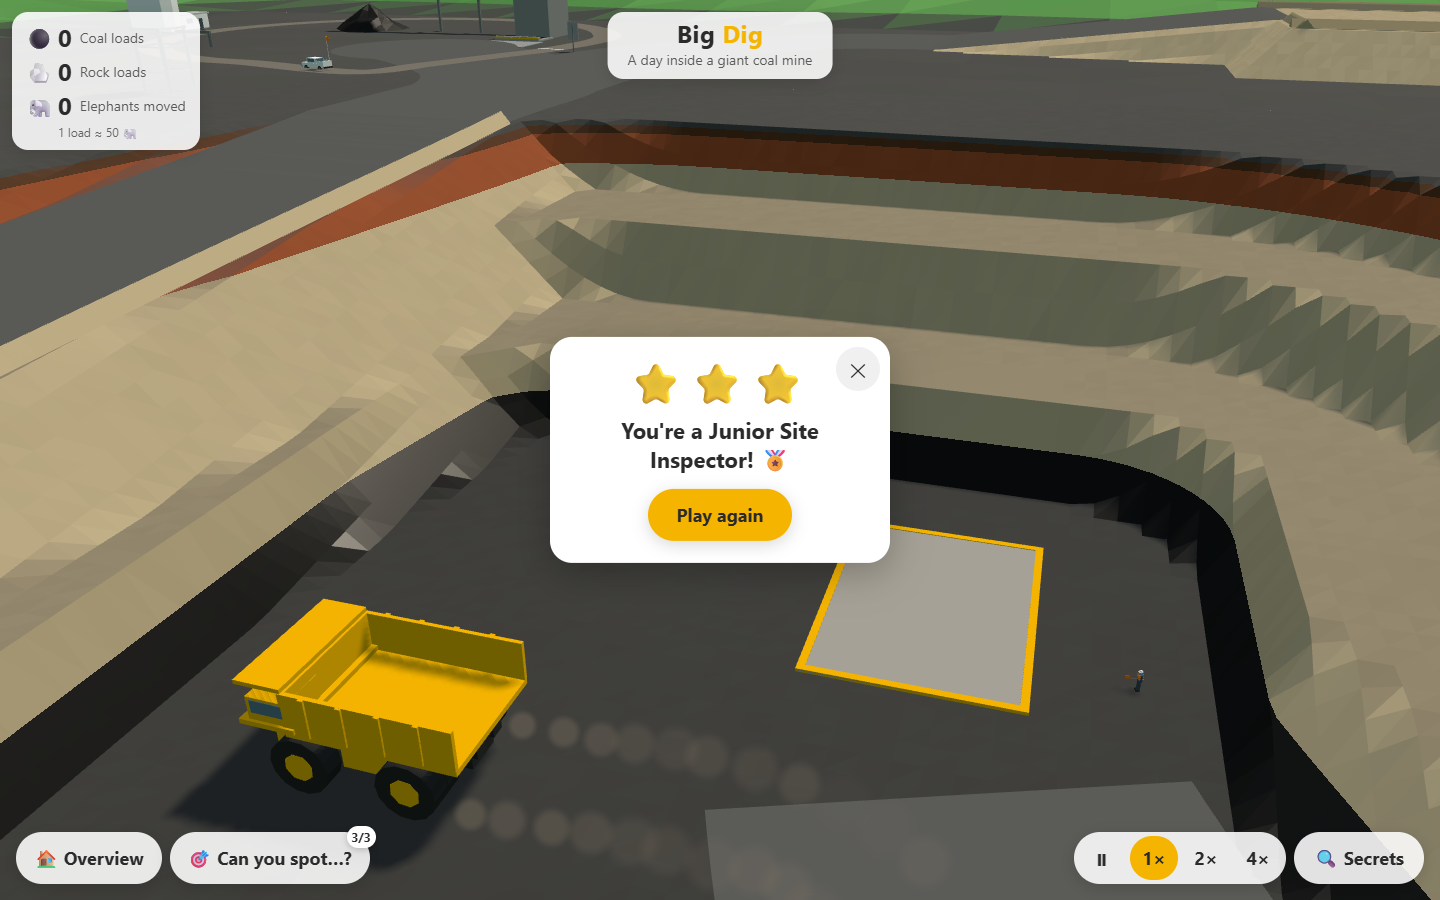 0 Coal loads
0 Rock loads
0 Elephants moved
1 load ≈ 50
Big Dig
A day inside a giant coal mine
You're a Junior Site
Inspector!
Play again
Overview
Can you spot...?
3/3
1×
2×
4×
Secrets